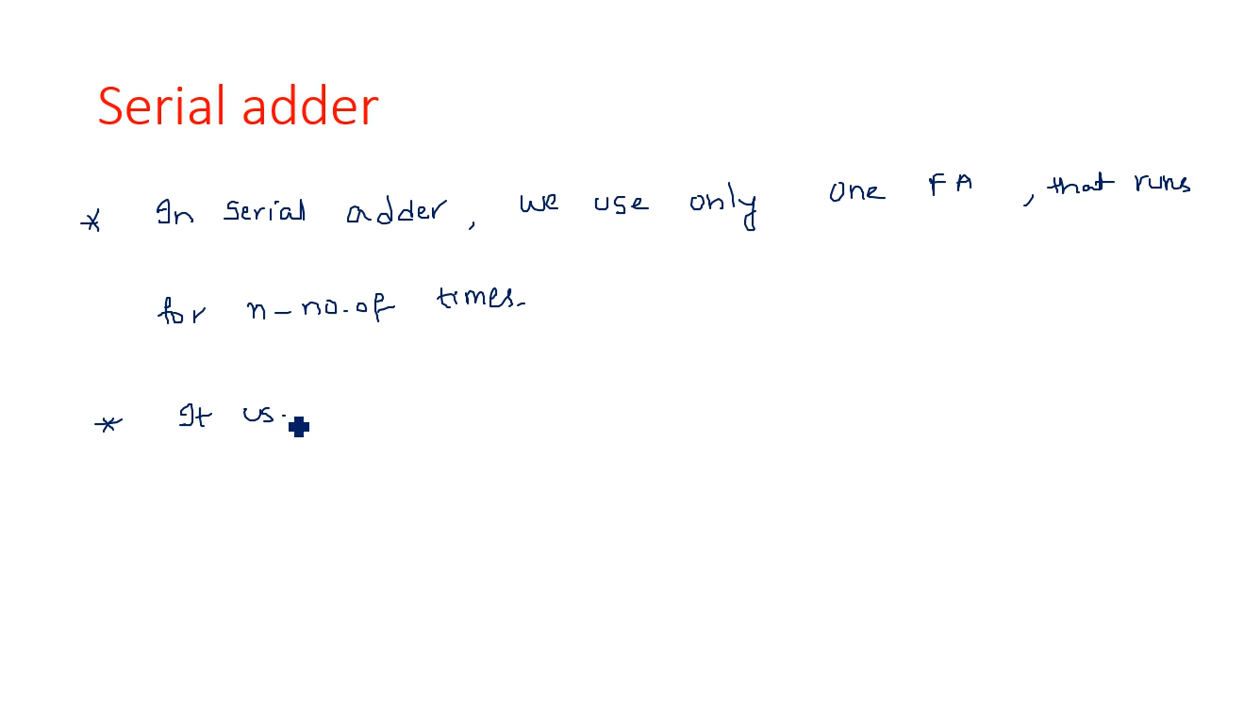 Serial adder
* In serial adder, we use only one FA, that runs
for n-no.of times.
* It us